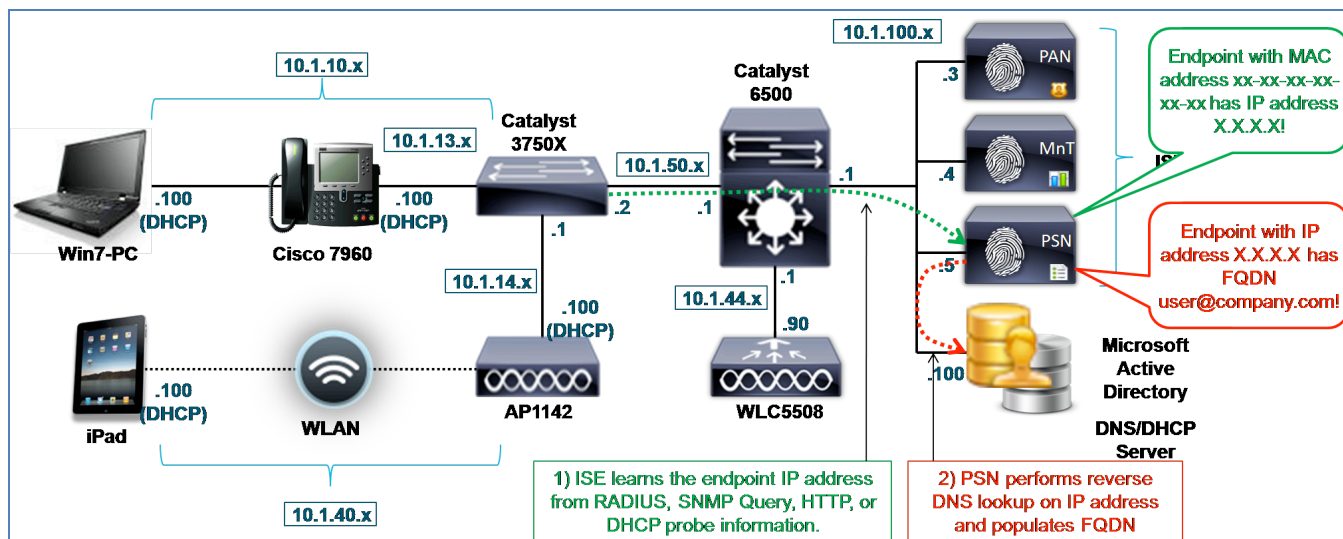 10.1.100.x
PAN
.3
Endpoint with MAC
address xx-xx-xx-xx-
xx-xx has IP address
X.X.X.X!
10.1.10.x
Catalyst
6500
Catalyst
3750X
10.1.13.x
10.1.50.x
MnT
.4
.1
.100
(DHCP)
.100
(DHCP)
.2
.1
Win7-PC
Cisco 7960
.1
PSN
.5
Endpoint with IP
address X.X.X.X has
FQDN
user@company.com!
10.1.14.x
.1
10.1.44.x
.100
(DHCP)
.90
.100
(DHCP)
.100
Microsoft
Active
Directory
iPad
WLAN
AP1142
WLC5508
DNS/DHCP
Server
10.1.40.x
1) ISE learns the endpoint IP address
from RADIUS, SNMP Query, HTTP, or
DHCP probe information.
2) PSN performs reverse
DNS lookup on IP address
and populates FQDN